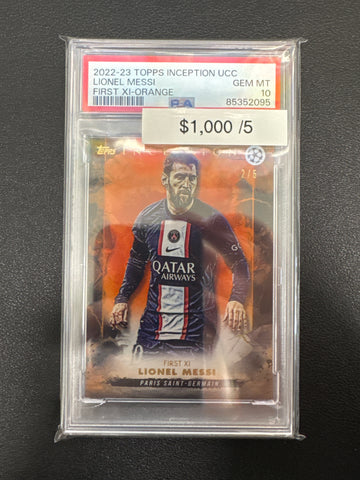 2022-23 TOPPS INCEPTION UCC
LIONEL MESSI GEM MT
FIRST XI-ORANGE 10
PSA 85352095
$1,000 /5
Topps
2/5
QATAR
AIRWAYS
FIRST XI
LIONEL MESSI
PARIS SAINT-GERMAIN